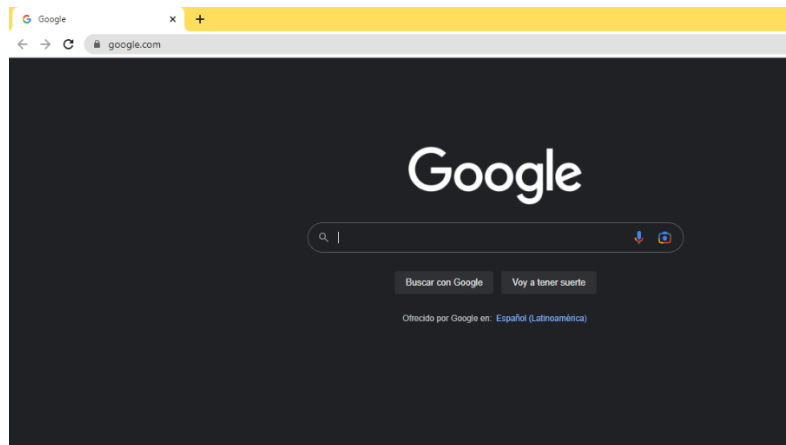 Google
google.com
Google
Buscar con Google Voy a tener suerte
Ofrecido por Google en: Español (Latinoamérica)